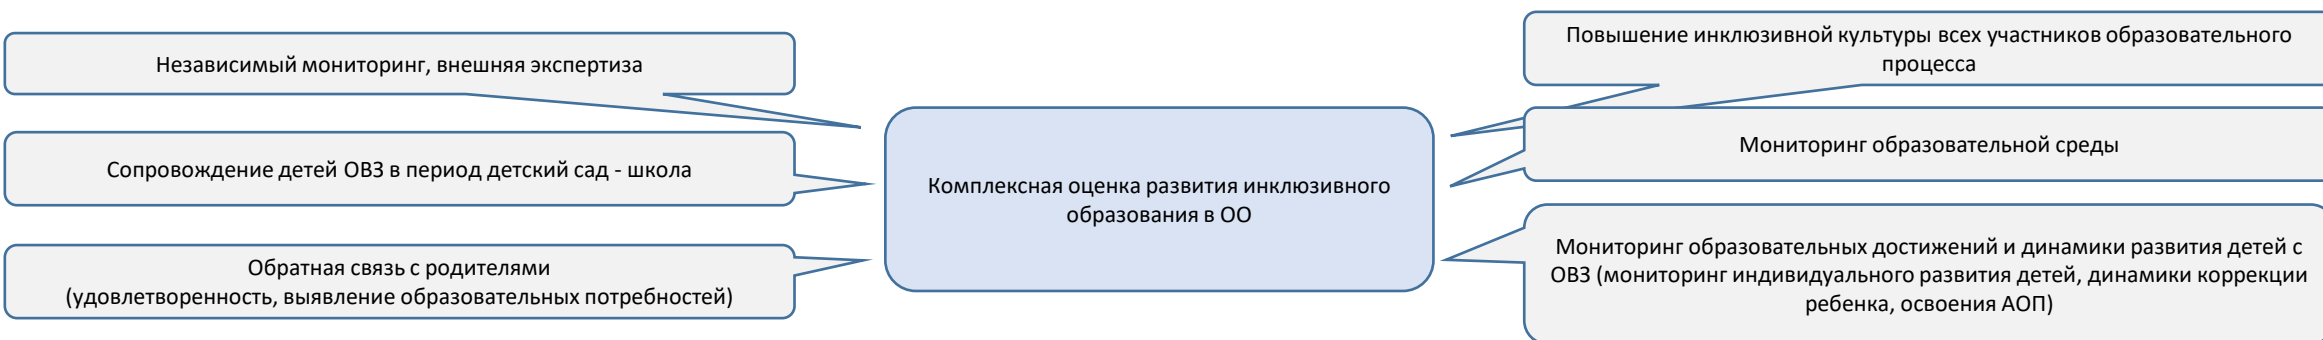 Независимый мониторинг, внешняя экспертиза
Сопровождение детей ОВЗ в период детский сад - школа
Обратная связь с родителями
(удовлетворенность, выявление образовательных потребностей)
Комплексная оценка развития инклюзивного
образования в ОО
Повышение инклюзивной культуры всех участников образовательного
процесса
Мониторинг образовательной среды
Мониторинг образовательных достижений и динамики развития детей с
ОВЗ (мониторинг индивидуального развития детей, динамики коррекции
ребенка, освоения АОП)